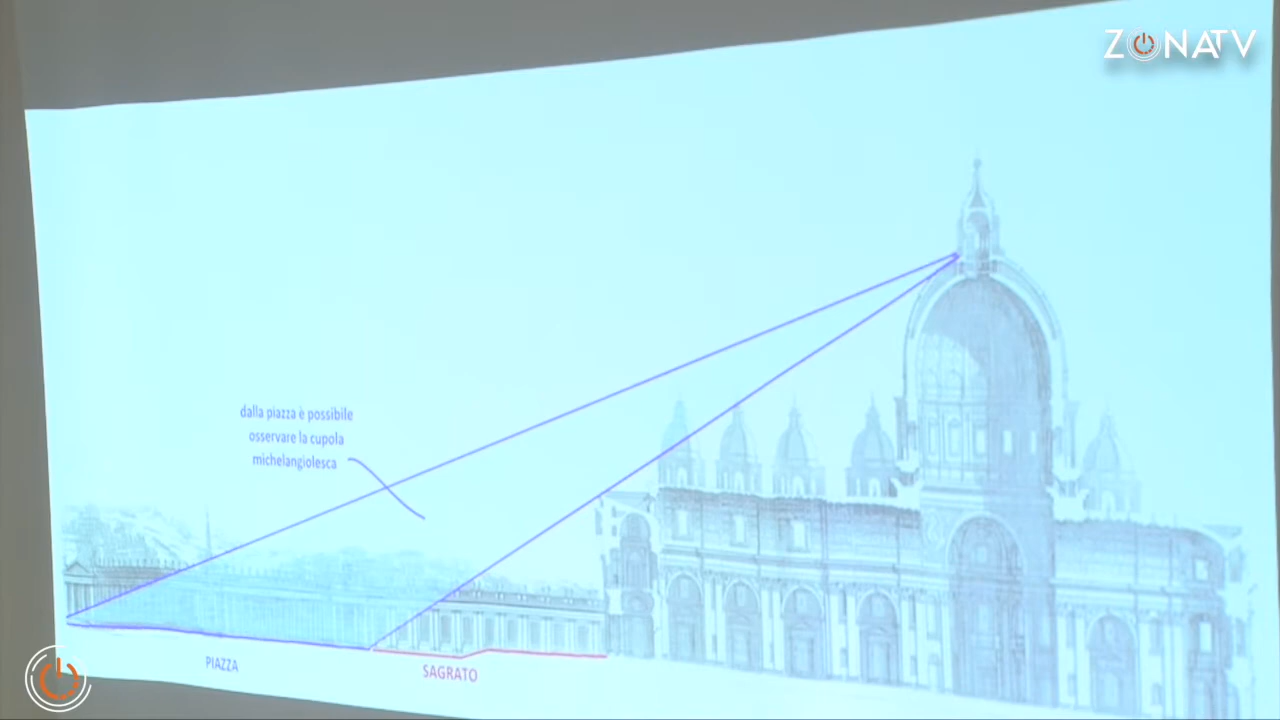 ZONATV
dalla piazza è possibile
osservare la cupola
michelangiolesca
PIAZZA
SAGRATO